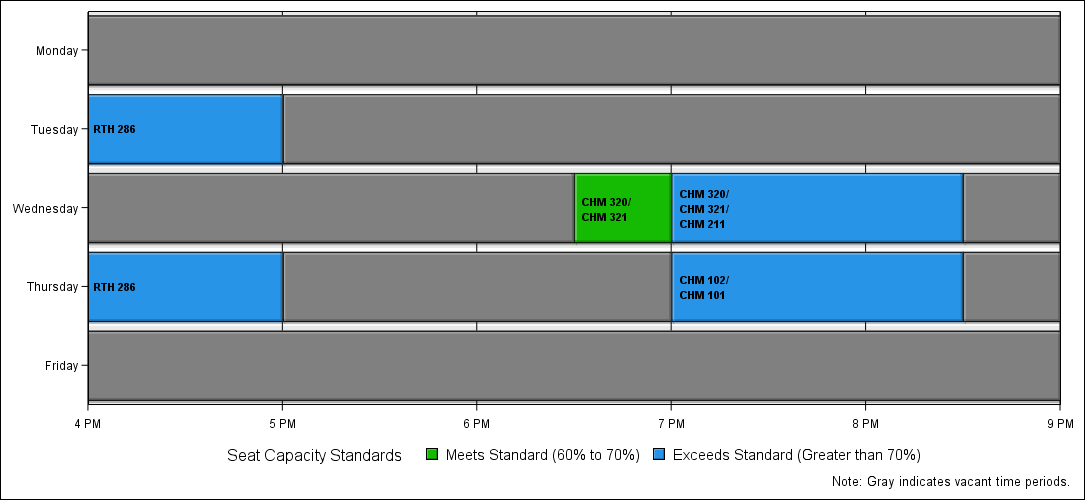 Monday
Tuesday
RTH 286
Wednesday
CHM 320/
CHM 321
CHM 320/
CHM 321/
CHM 211
Thursday
RTH 286
CHM 102/
CHM 101
Friday
4 PM 5 PM 6 PM 7 PM 8 PM 9 PM
Seat Capacity Standards Meets Standard (60% to 70%) Exceeds Standard (Greater than 70%)
Note: Gray indicates vacant time periods.